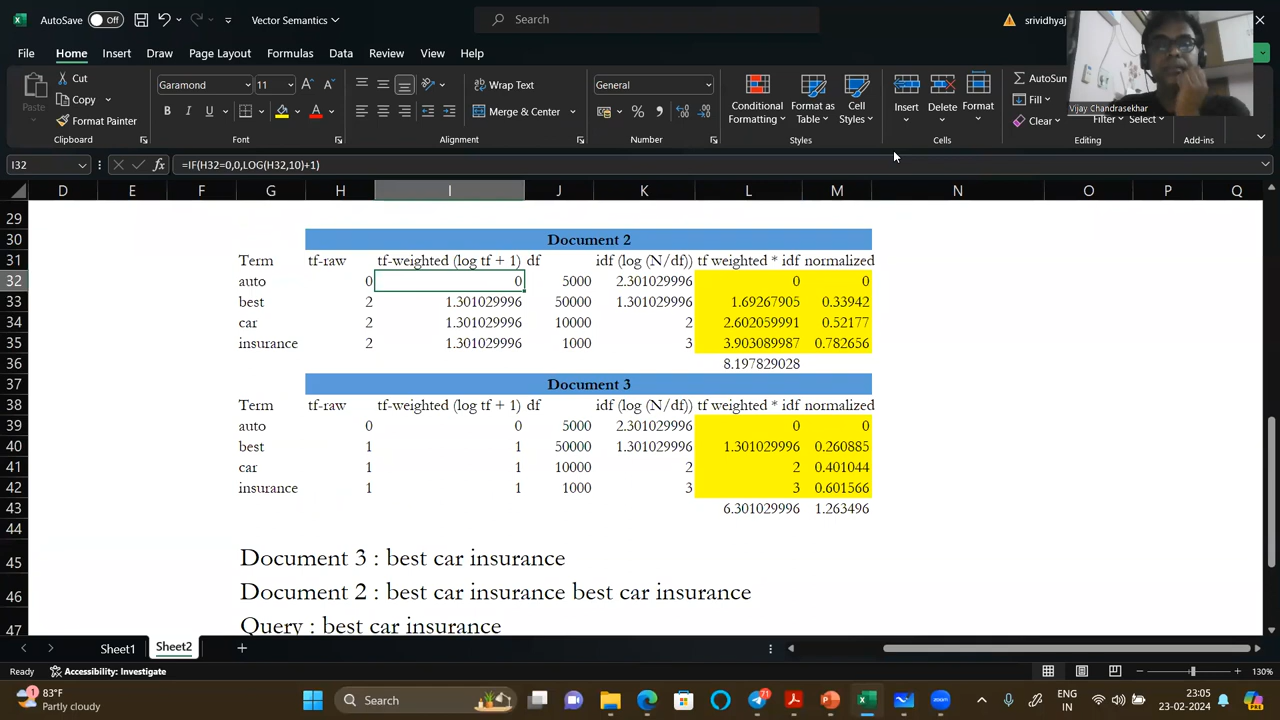 AutoSave Off Vector Semantics Search srividhyaj
File Home Insert Draw Page Layout Formulas Data Review View Help
Paste Cut Copy Format Painter Garamond 11 B I U A Wrap Text Merge & Center General % Conditional Formatting Format as Table Cell Styles Insert Delete Format AutoSum Fill Clear Filter Select
Vijay Chandrasekhar
Clipboard Font Alignment Number Styles Cells Add-ins
I32 fx =IF(H32=0,0,LOG(H32,10)+1)
D E F G H I J K L M N O P Q
29
30 Document 2
31 Term tf-raw tf-weighted (log tf + 1) df idf (log (N/df)) tf weighted * idf normalized
32 auto 0 0 5000 2.301029996 0 0
33 best 2 1.301029996 50000 1.301029996 1.69267905 0.33942
34 car 2 1.301029996 10000 2 2.602059991 0.52177
35 insurance 2 1.301029996 1000 3 3.903089987 0.782656
36 8.197829028
37 Document 3
38 Term tf-raw tf-weighted (log tf + 1) df idf (log (N/df)) tf weighted * idf normalized
39 auto 0 0 5000 2.301029996 0 0
40 best 1 1 50000 1.301029996 1.301029996 0.260885
41 car 1 1 10000 2 2 0.401044
42 insurance 1 1 1000 3 3 0.601566
43 6.301029996 1.263496
44
45 Document 3 : best car insurance
46 Document 2 : best car insurance best car insurance
47 Query : best car insurance
Sheet1 Sheet2
Ready Accessibility: Investigate 130%
1 83°F Partly cloudy Search 71 zoom ENG IN 23:05 23-02-2024